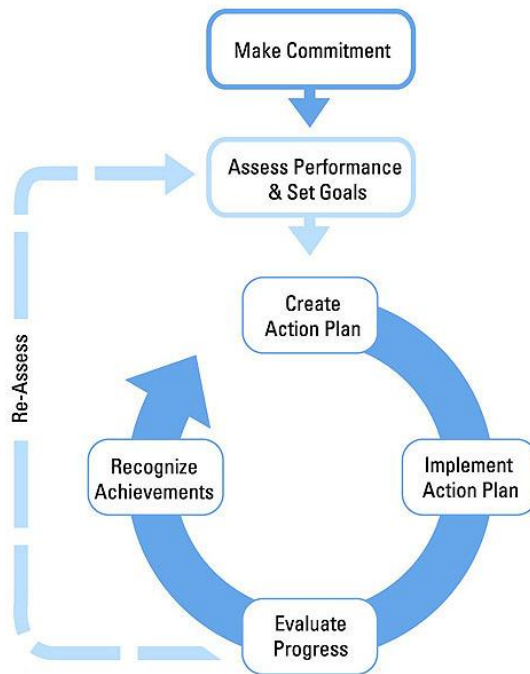 Make Commitment
Assess Performance
& Set Goals
Create
Action Plan
Implement
Action Plan
Evaluate
Progress
Recognize
Achievements
Re-Assess